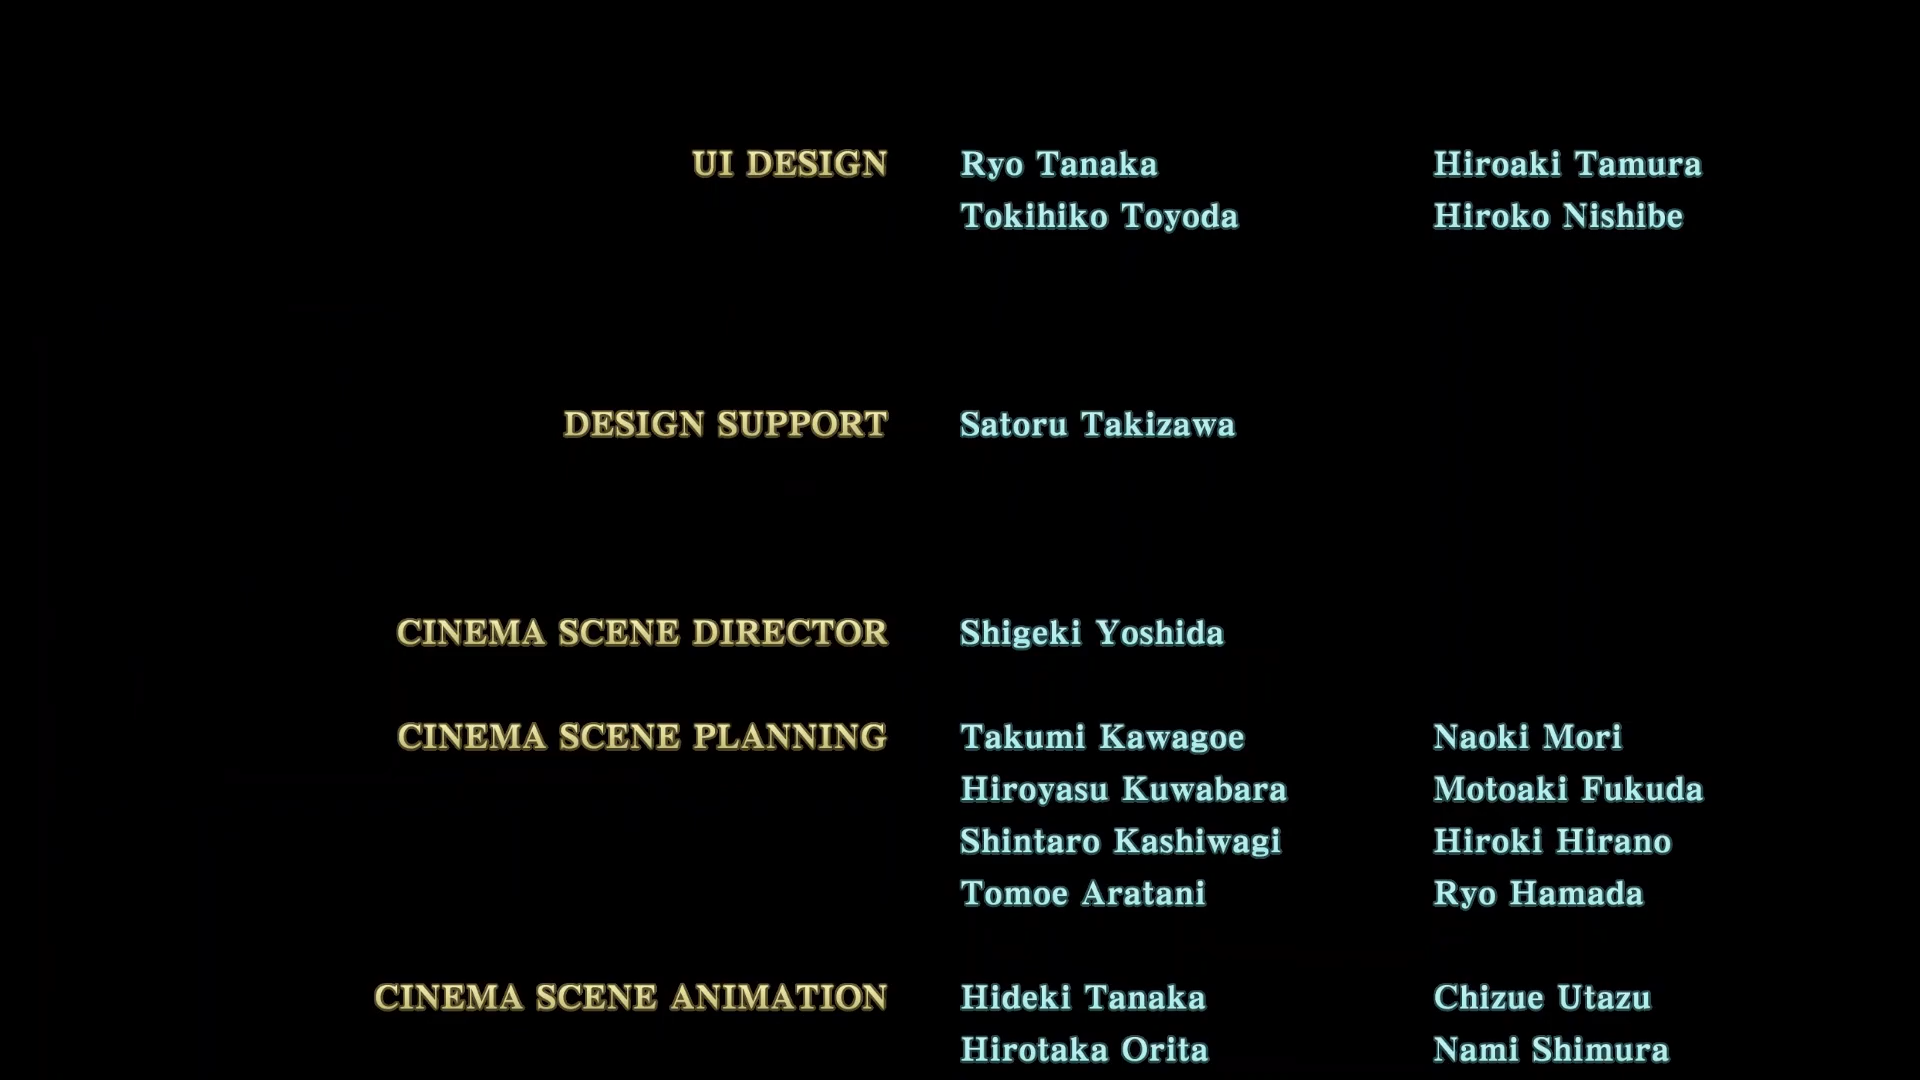 UI DESIGN Ryo Tanaka Hiroaki Tamura
Tokihiko Toyoda Hiroko Nishibe
DESIGN SUPPORT Satoru Takizawa
CINEMA SCENE DIRECTOR Shigeki Yoshida
CINEMA SCENE PLANNING Takumi Kawagoe Naoki Mori
Hiroyasu Kuwabara Motoaki Fukuda
Shintaro Kashiwagi Hiroki Hirano
Tomoe Aratani Ryo Hamada
CINEMA SCENE ANIMATION Hideki Tanaka Chizue Utazu
Hirotaka Orita Nami Shimura